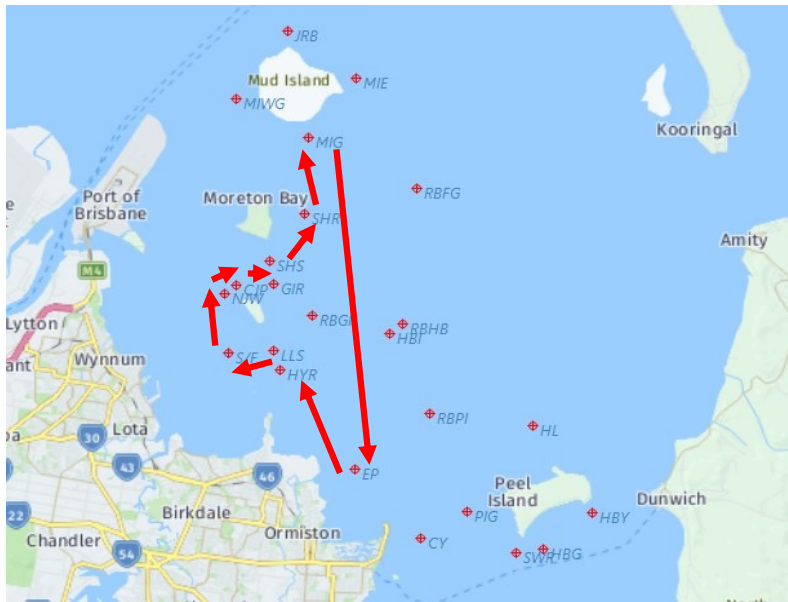 JRB
Mud Island
MIE
MIWG
Kooringal
MIG
Port of
Brisbane
Moreton Bay
RBFG
SHR
Amity
M4
SHS
CJP
GIR
NJW
Lytton
RBGI
RBHB
HBI
Wynnum
S/F
LLS
HYR
ant
RBPI
HL
Lota
30
43
46
EP
Peel
Island
Dunwich
22
Birkdale
PIG
HBY
Chandler
54
Ormiston
CY
SWR
HBG
North